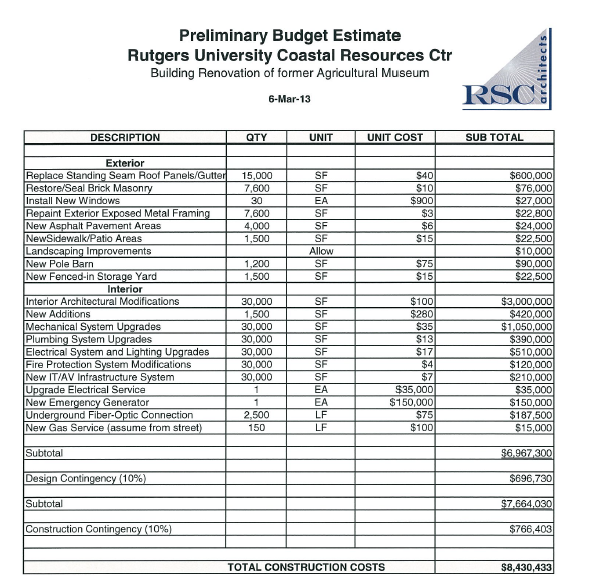 Preliminary Budget Estimate
Rutgers University Coastal Resources Ctr
Building Renovation of former Agricultural Museum
6-Mar-13
RSC architects
DESCRIPTION QTY UNIT UNIT COST SUB TOTAL
Exterior
Replace Standing Seam Roof Panels/Gutter 15,000 SF $40 $600,000
Restore/Seal Brick Masonry 7,600 SF $10 $76,000
Install New Windows 30 EA $900 $27,000
Repaint Exterior Exposed Metal Framing 7,600 SF $3 $22,800
New Asphalt Pavement Areas 4,000 SF $6 $24,000
NewSidewalk/Patio Areas 1,500 SF $15 $22,500
Landscaping Improvements Allow $10,000
New Pole Barn 1,200 SF $75 $90,000
New Fenced-in Storage Yard 1,500 SF $15 $22,500
Interior
Interior Architectural Modifications 30,000 SF $100 $3,000,000
New Additions 1,500 SF $280 $420,000
Mechanical System Upgrades 30,000 SF $35 $1,050,000
Plumbing System Upgrades 30,000 SF $13 $390,000
Electrical System and Lighting Upgrades 30,000 SF $17 $510,000
Fire Protection System Modifications 30,000 SF $4 $120,000
New IT/AV Infrastructure System 30,000 SF $7 $210,000
Upgrade Electrical Service 1 EA $35,000 $35,000
New Emergency Generator 1 EA $150,000 $150,000
Underground Fiber-Optic Connection 2,500 LF $75 $187,500
New Gas Service (assume from street) 150 LF $100 $15,000
Subtotal $6,967,300
Design Contingency (10%) $696,730
Subtotal $7,664,030
Construction Contingency (10%) $766,403
TOTAL CONSTRUCTION COSTS $8,430,433